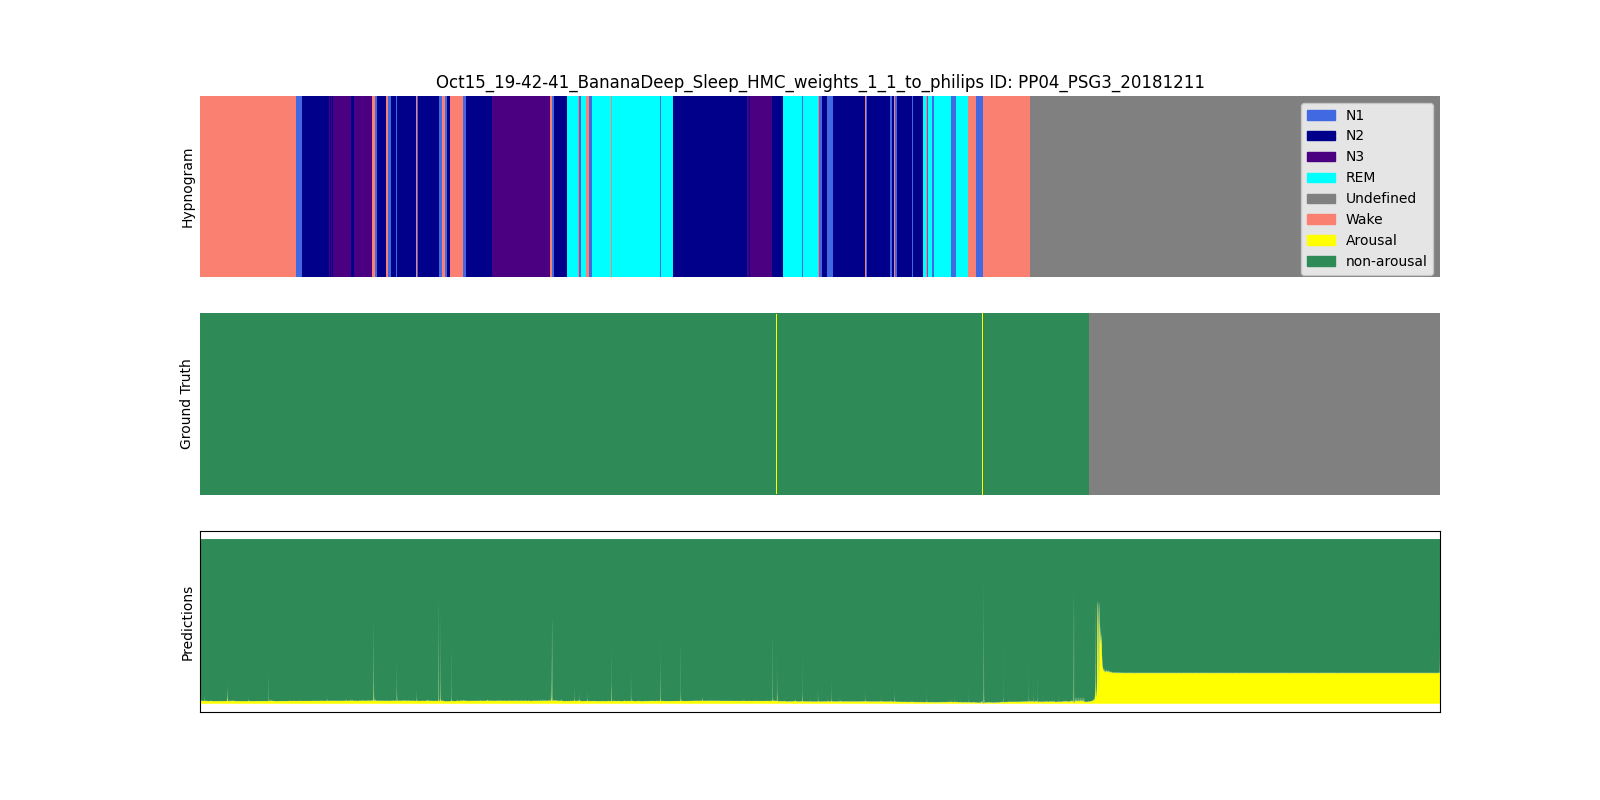 Oct15_19-42-41_BananaDeep_Sleep_HMC_weights_1_1_to_philips ID: PP04_PSG3_20181211
Hypnogram
N1
N2
N3
REM
Undefined
Wake
Arousal
non-arousal
Ground Truth
Predictions